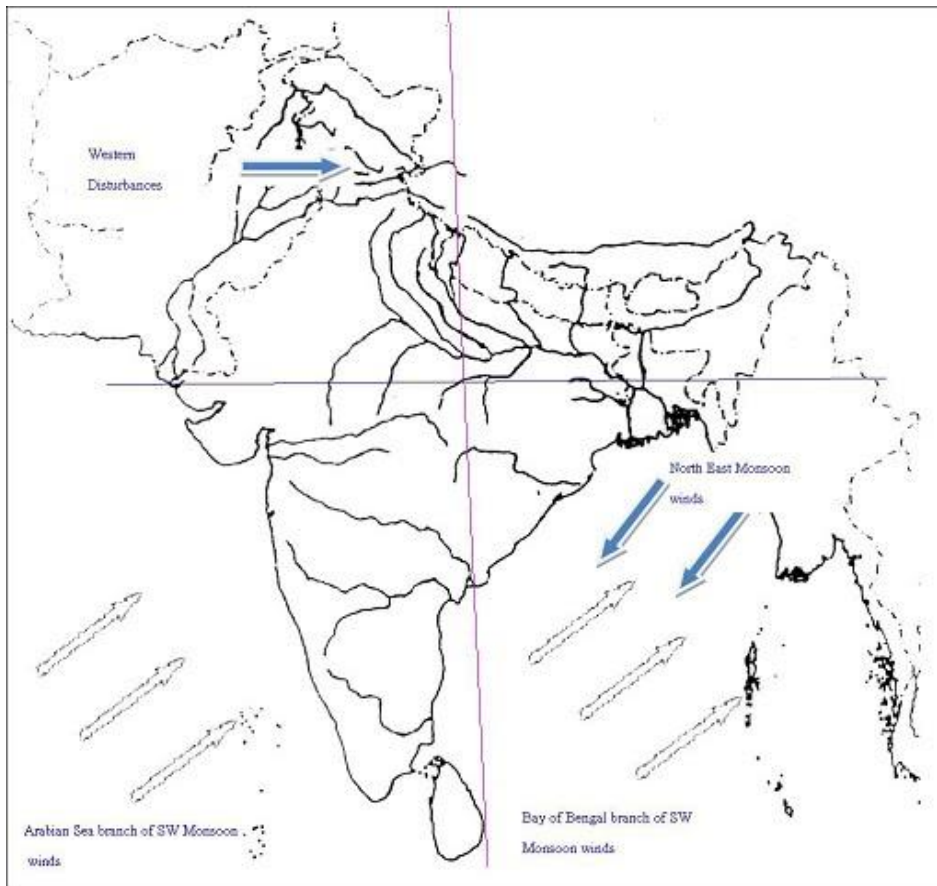 Western
Disturbances
North East Monsoon
winds
Arabian Sea branch of SW Monsoon .
winds
Bay of Bengal branch of SW
Monsoon winds